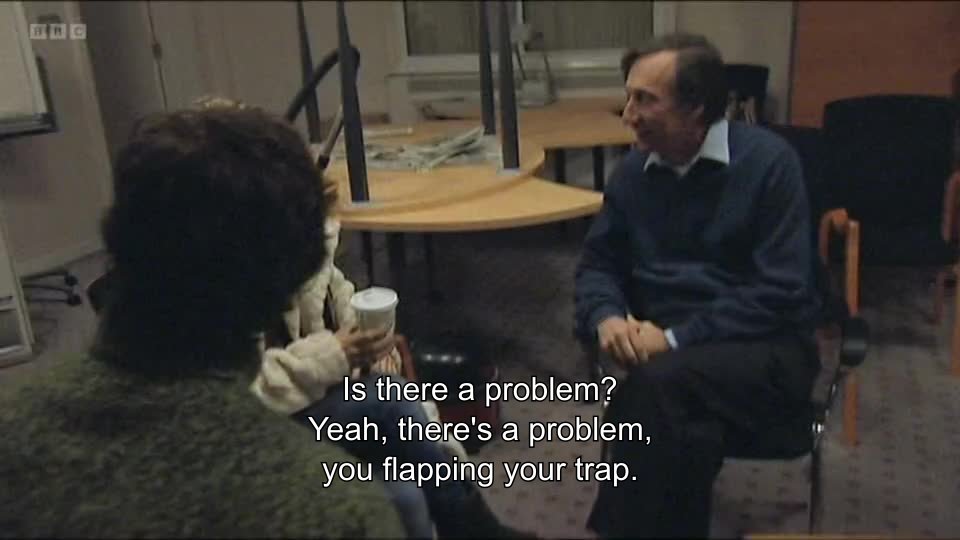 BBC
Is there a problem?
Yeah, there's a problem,
you flapping your trap.